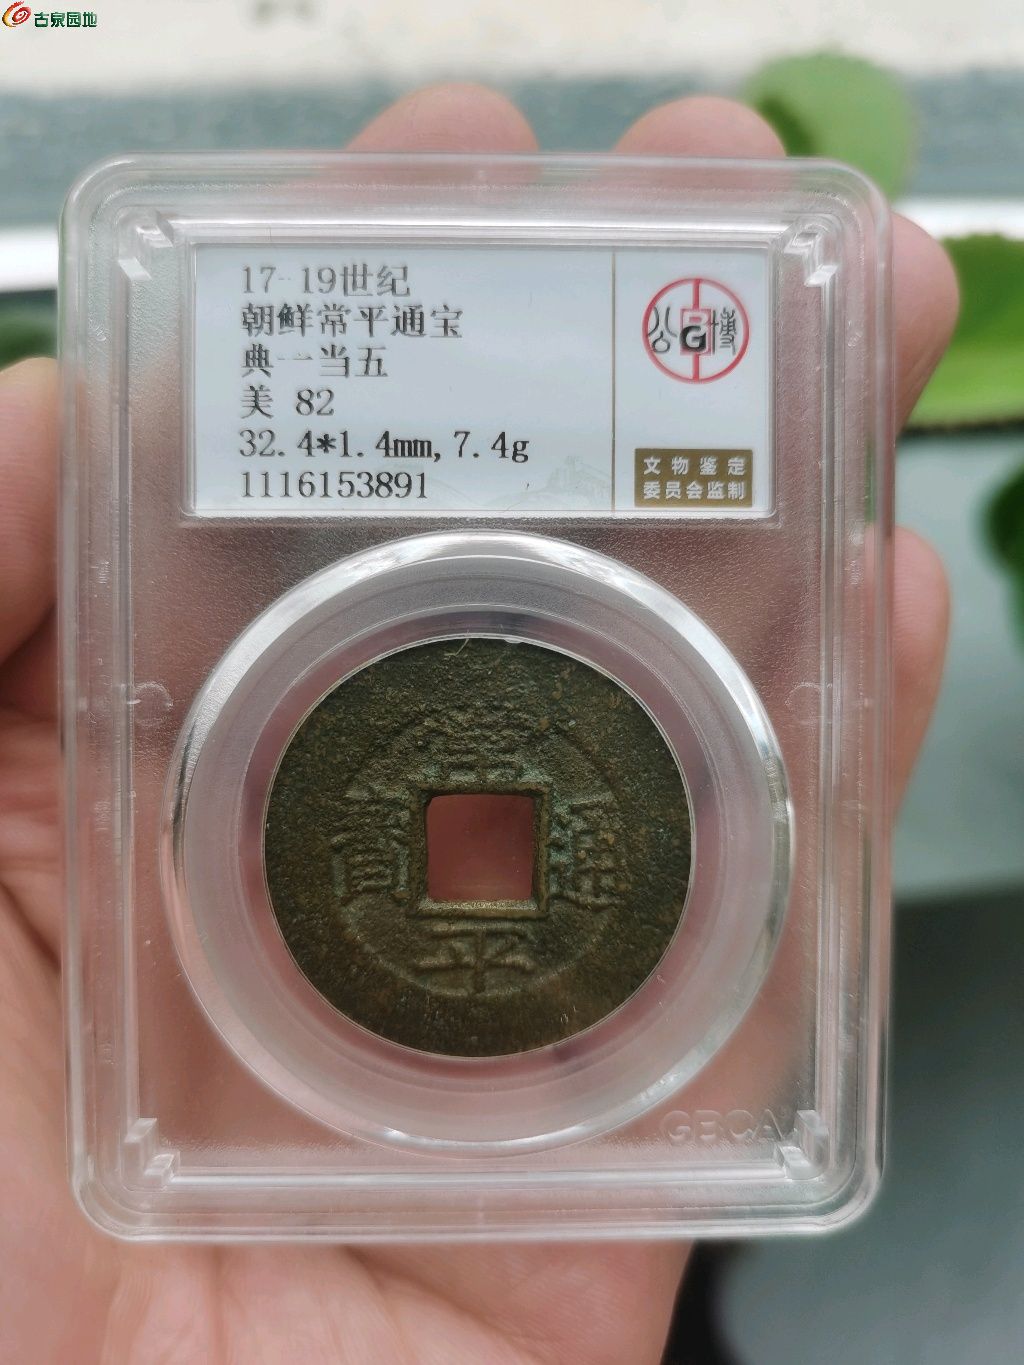 古泉园地
17-19世纪
朝鲜常平通宝
典一当五
美 82
32.4*1.4mm,7.4g
1116153891
公 BG 博
文物鉴定
委员会监制
常
寶 通
平
GBCA